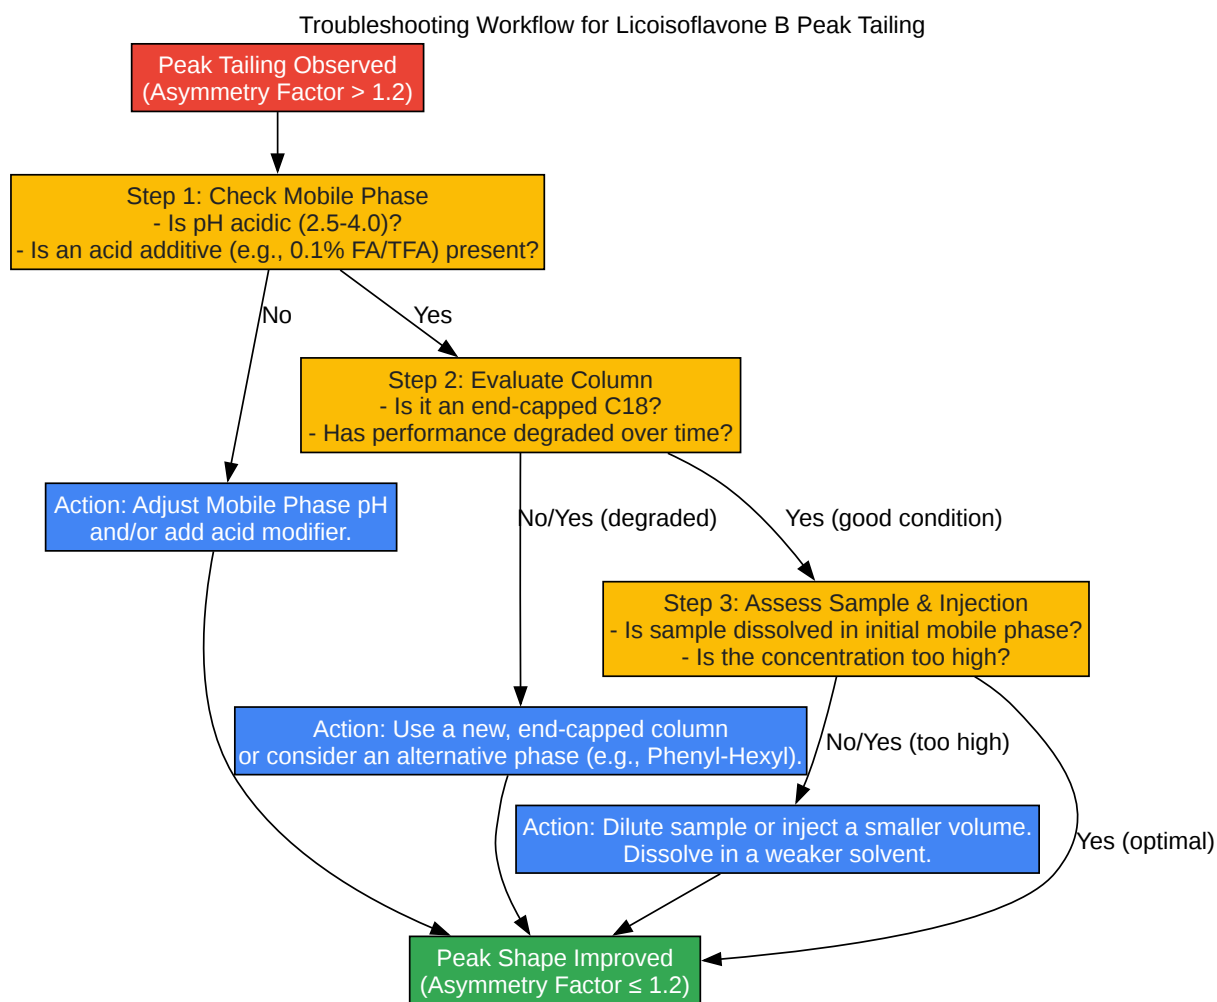 Troubleshooting Workflow for Licoisoflavone B Peak Tailing
Peak Tailing Observed
(Asymmetry Factor > 1.2)
Step 1: Check Mobile Phase
- Is pH acidic (2.5-4.0)?
- Is an acid additive (e.g., 0.1% FA/TFA) present?
No
Yes
Step 2: Evaluate Column
- Is it an end-capped C18?
- Has performance degraded over time?
Action: Adjust Mobile Phase pH
and/or add acid modifier.
No/Yes (degraded)
Yes (good condition)
Step 3: Assess Sample & Injection
- Is sample dissolved in initial mobile phase?
- Is the concentration too high?
Action: Use a new, end-capped column
or consider an alternative phase (e.g., Phenyl-Hexyl).
No/Yes (too high)
Action: Dilute sample or inject a smaller volume.
Dissolve in a weaker solvent.
Yes (optimal)
Peak Shape Improved
(Asymmetry Factor ≤ 1.2)